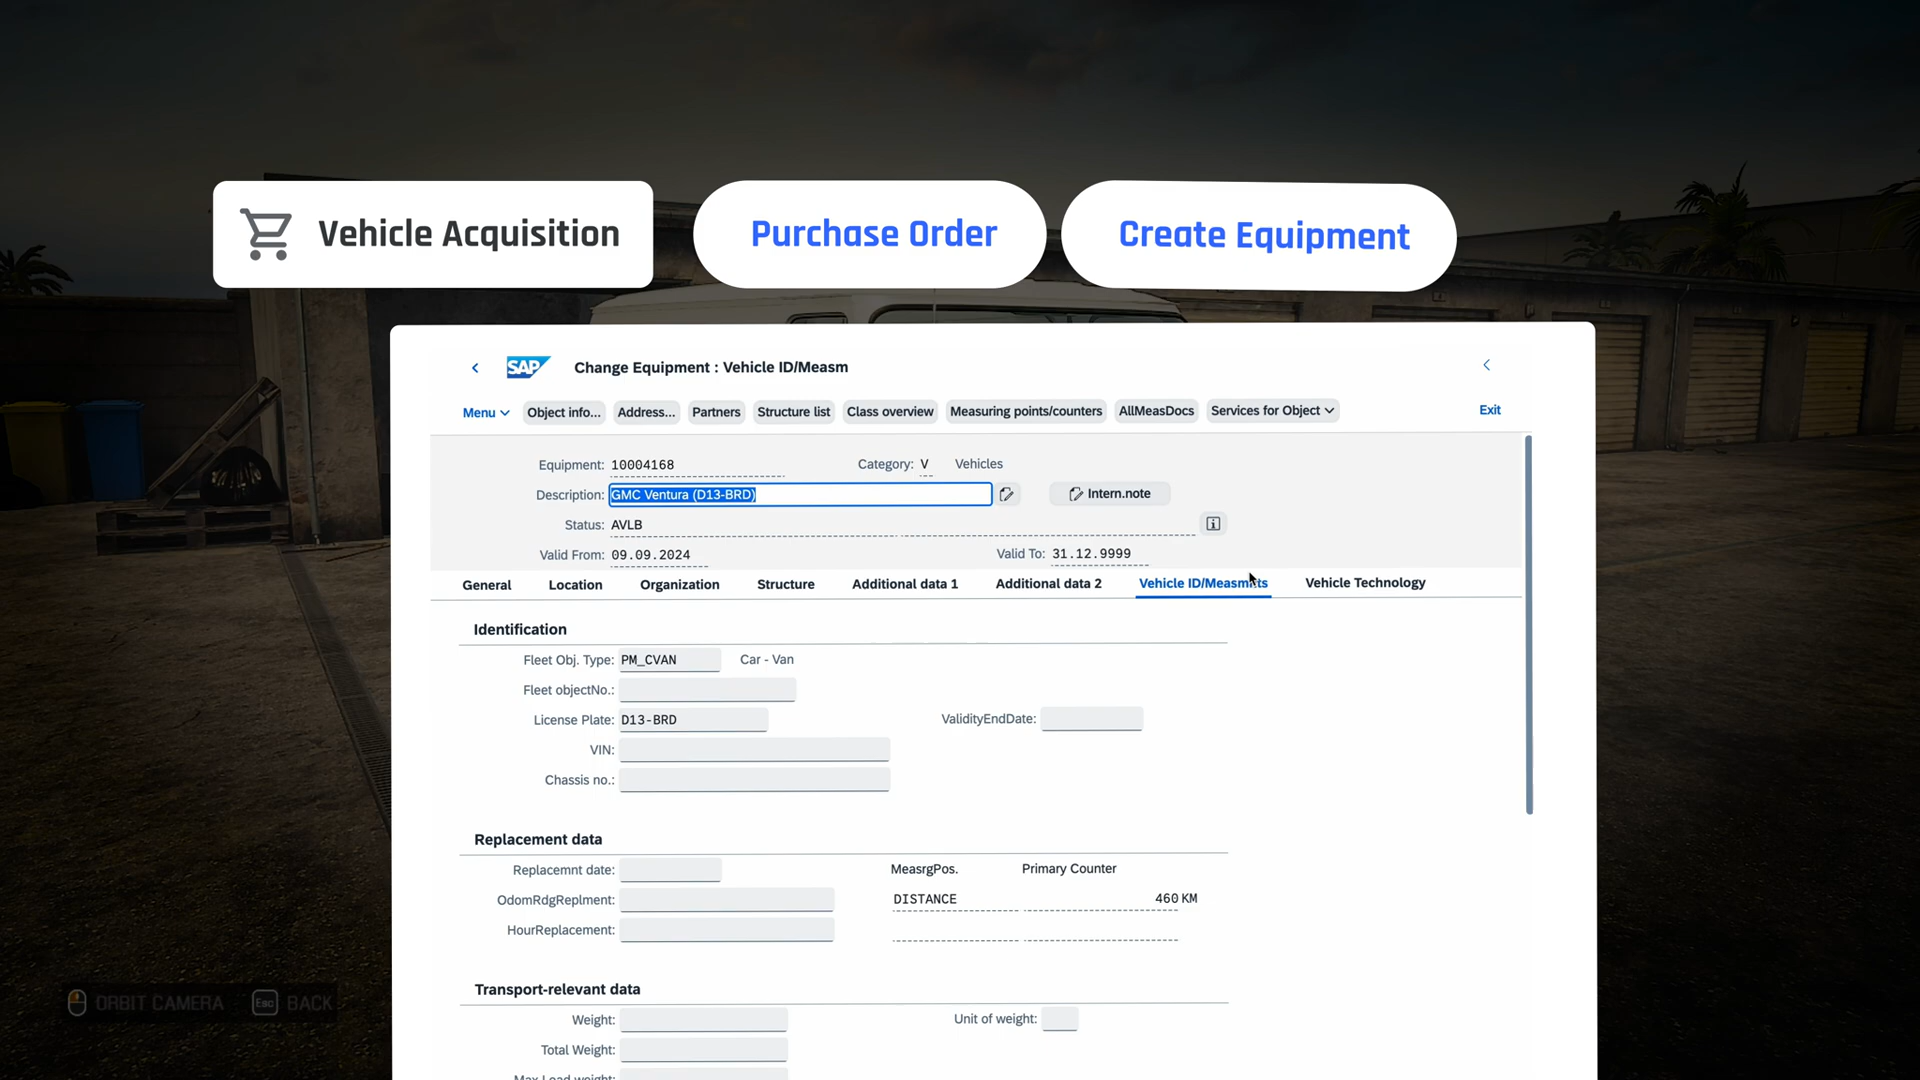 Vehicle Acquisition
Purchase Order
Create Equipment
SAP
Change Equipment : Vehicle ID/Measm
Menu
Object info...
Address...
Partners
Structure list
Class overview
Measuring points/counters
AllMeasDocs
Services for Object
Exit
Equipment: 10004168
Category: V Vehicles
Description: GMC Ventura (D13-BRD)
Intern.note
Status: AVLB
Valid From: 09.09.2024
Valid To: 31.12.9999
General
Location
Organization
Structure
Additional data 1
Additional data 2
Vehicle ID/Measmnts
Vehicle Technology
Identification
Fleet Obj. Type: PM_CVAN Car - Van
Fleet objectNo.:
License Plate: D13-BRD
ValidityEndDate:
VIN:
Chassis no.:
Replacement data
Replacemnt date:
MeasrgPos.
Primary Counter
OdomRdgReplment:
DISTANCE
460 KM
HourReplacement:
Transport-relevant data
Weight:
Unit of weight:
Total Weight:
Max Load weight:
ORBIT CAMERA
Esc BACK